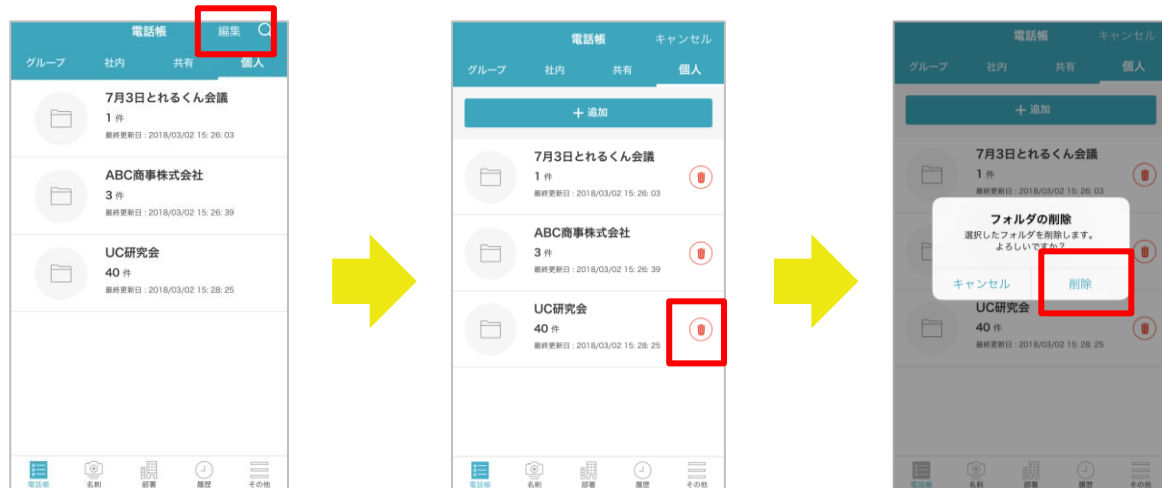 電話帳 編集
グループ 社内 共有 個人
7月3日とれるくん会議
1 件
最終更新日 : 2018/03/02 15: 26: 03
ABC商事株式会社
3 件
最終更新日 : 2018/03/02 15: 26: 39
UC研究会
40 件
最終更新日 : 2018/03/02 15: 28: 25
電話帳 名刺 部署 履歴 その他
電話帳 キャンセル
グループ 社内 共有 個人
＋ 追加
7月3日とれるくん会議
1 件
最終更新日 : 2018/03/02 15: 26: 03
ABC商事株式会社
3 件
最終更新日 : 2018/03/02 15: 26: 39
UC研究会
40 件
最終更新日 : 2018/03/02 15: 28: 25
電話帳 名刺 部署 履歴 その他
電話帳 キャンセル
グループ 社内 共有 個人
＋ 追加
7月3日とれるくん会議
1 件
最終更新日 : 2018/03/02 15: 26: 03
フォルダの削除
選択したフォルダを削除します。
よろしいですか？
キャンセル 削除
UC研究会
40 件
最終更新日 : 2018/03/02 15: 28: 25
電話帳 名刺 部署 履歴 その他